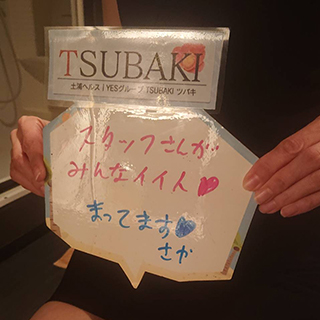 TSUBAKI
土浦ヘルス / YESグループ TSUBAKI ツバキ
スタッフさんが…
みんなイイ人♥
まってます♥
さか